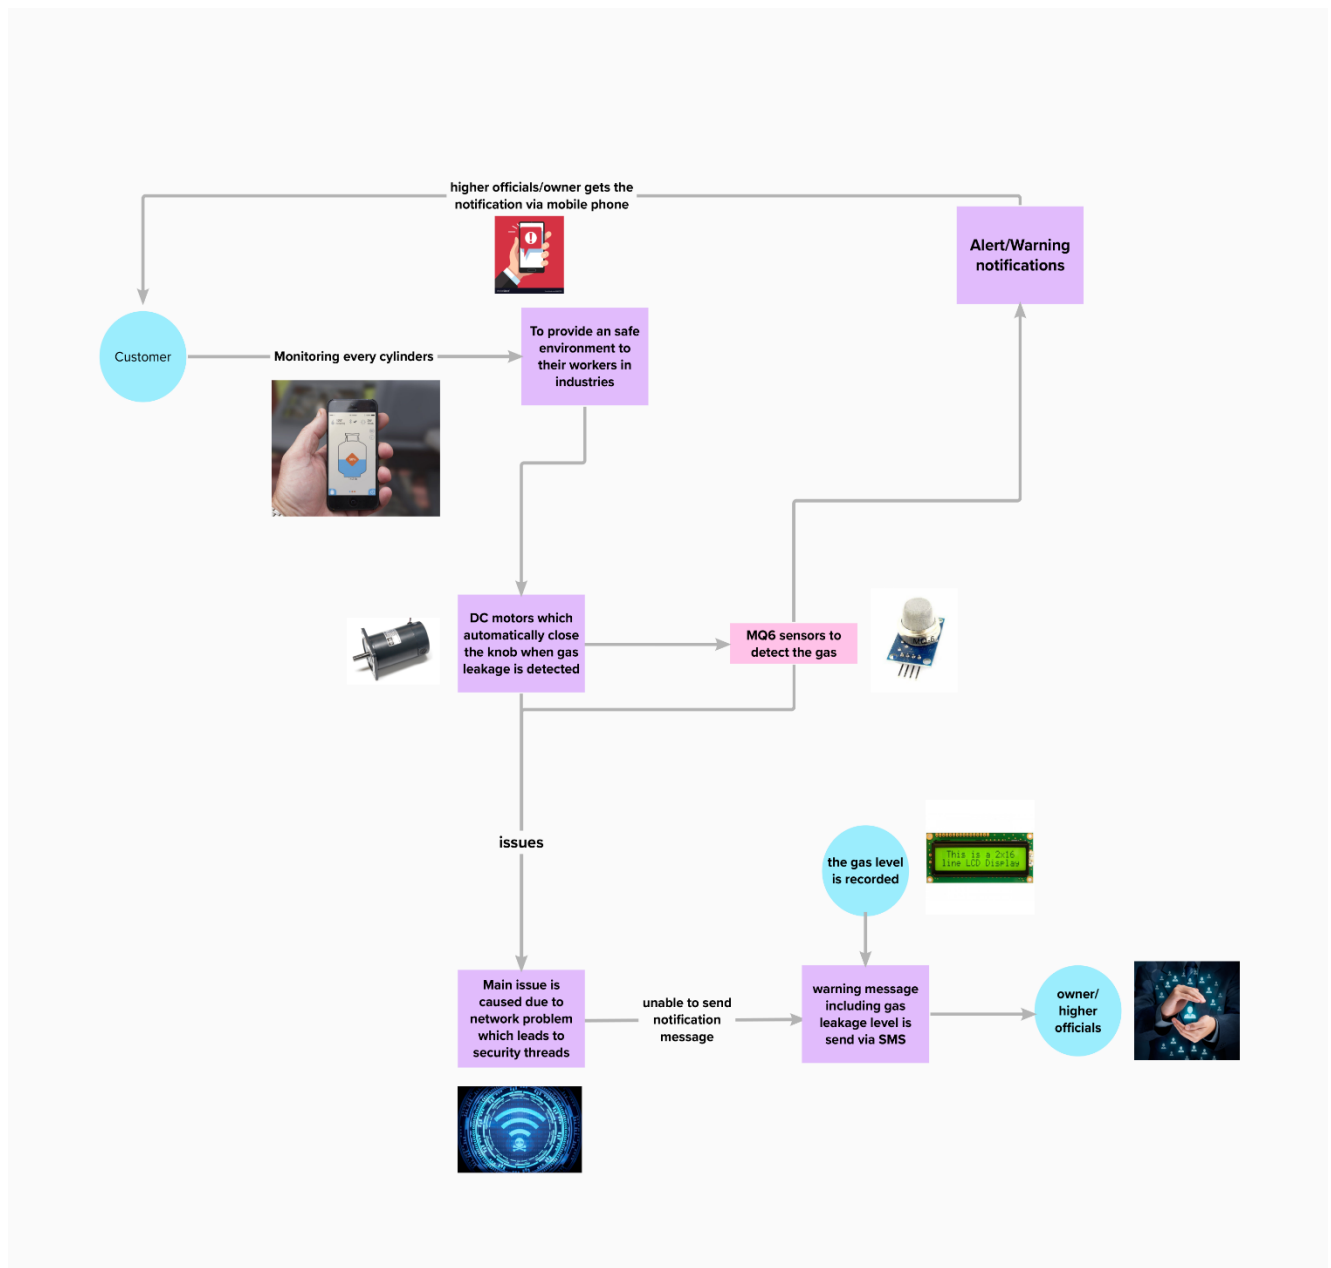 higher officials/owner gets the
notification via mobile phone
Alert/Warning
notifications
Customer
Monitoring every cylinders
To provide an safe
environment to
their workers in
industries
DC motors which
automatically close
the knob when gas
leakage is detected
MQ6 sensors to
detect the gas
MQ-6
issues
the gas level
is recorded
This is a 2x16
line LCD Display
Main issue is
caused due to
network problem
which leads to
security threads
unable to send
notification
message
warning message
including gas
leakage level is
send via SMS
owner/
higher
officials